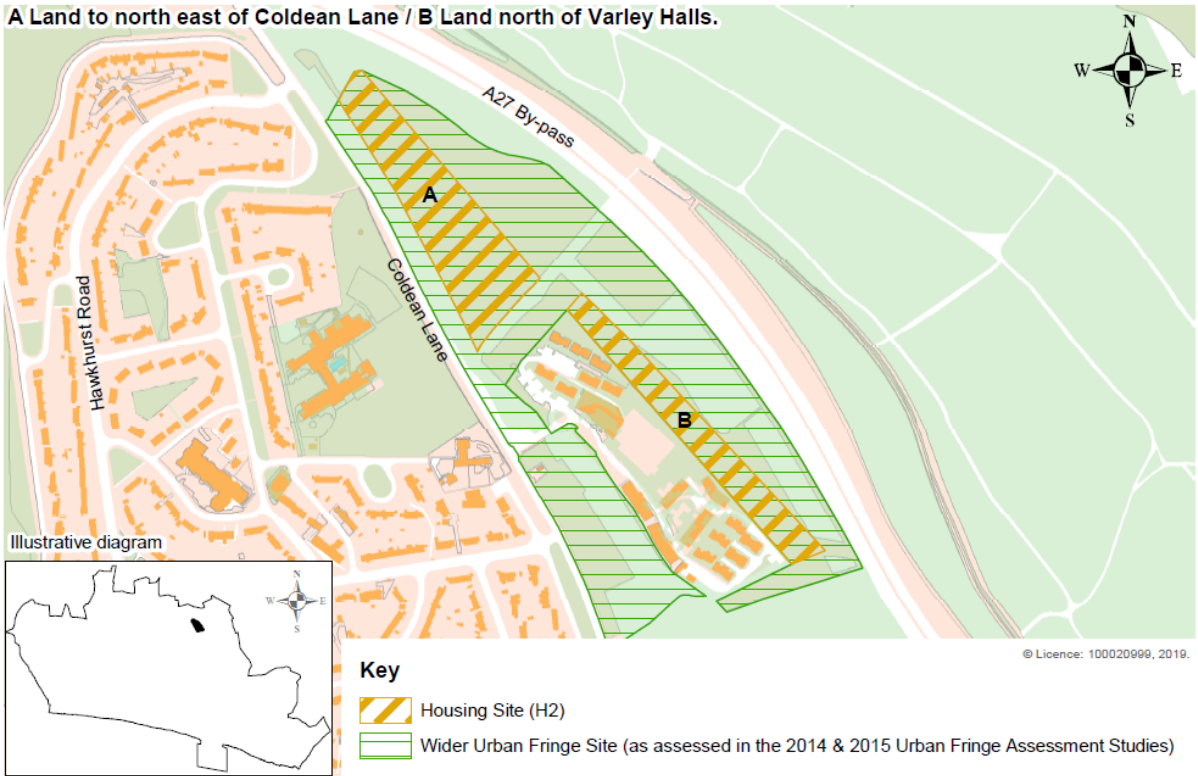 A Land to north east of Coldean Lane / B Land north of Varley Halls.
N
W E
S
A27 By-pass
A
Coldean Lane
Hawkhurst Road
B
Illustrative diagram
N
W E
S
© Licence: 100020999, 2019.
Key
Housing Site (H2)
Wider Urban Fringe Site (as assessed in the 2014 & 2015 Urban Fringe Assessment Studies)